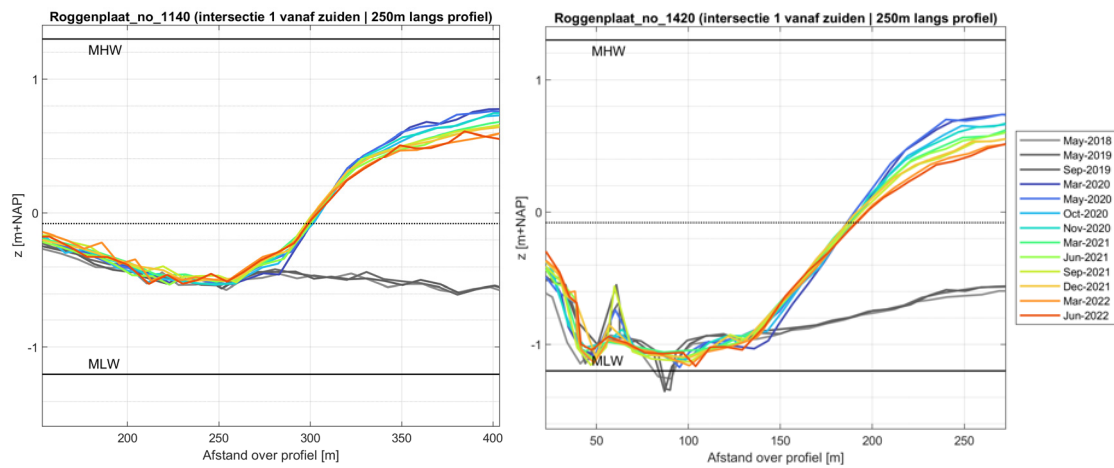 Roggenplaat_no_1140 (intersectie 1 vanaf zuiden | 250m langs profiel)
MHW
1
0
-1
MLW
z [m+NAP]
200
250
300
350
400
Afstand over profiel [m]
Roggenplaat_no_1420 (intersectie 1 vanaf zuiden | 250m langs profiel)
MHW
1
0
-1
MLW
z [m+NAP]
50
100
150
200
250
Afstand over profiel [m]
May-2018
May-2019
Sep-2019
Mar-2020
May-2020
Oct-2020
Nov-2020
Mar-2021
Jun-2021
Sep-2021
Dec-2021
Mar-2022
Jun-2022